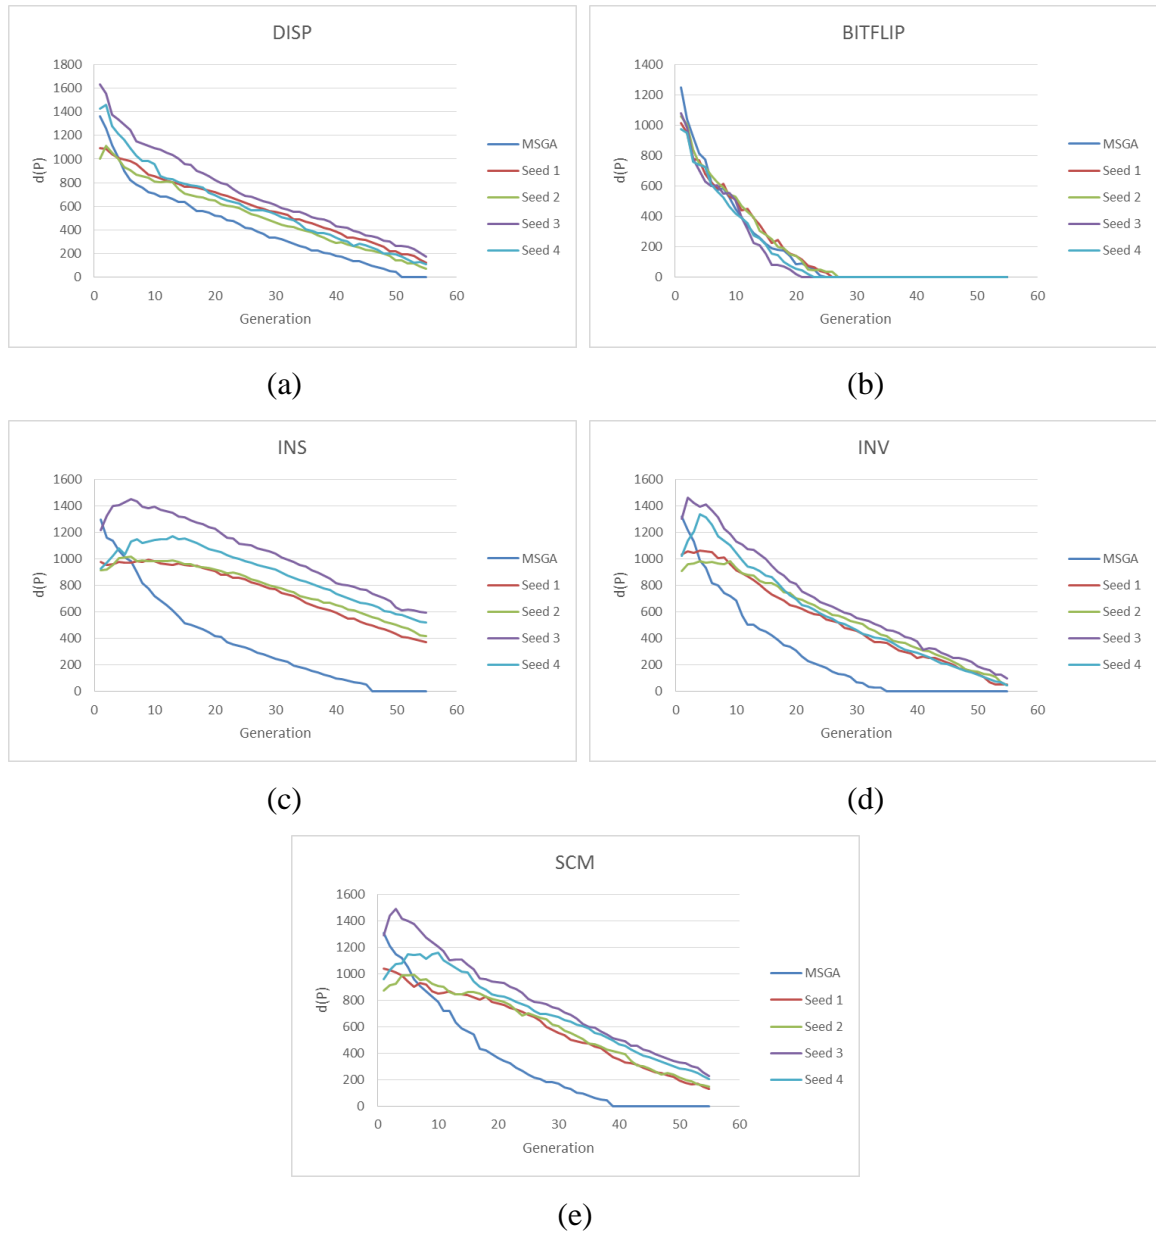 DISP
d(P)
1800
1600
1400
1200
1000
800
600
400
200
0
0 10 20 30 40 50 60
Generation
MSGA
Seed 1
Seed 2
Seed 3
Seed 4
(a)
BITFLIP
d(P)
1400
1200
1000
800
600
400
200
0
0 10 20 30 40 50 60
Generation
MSGA
Seed 1
Seed 2
Seed 3
Seed 4
(b)
INS
d(P)
1600
1400
1200
1000
800
600
400
200
0
0 10 20 30 40 50 60
Generation
MSGA
Seed 1
Seed 2
Seed 3
Seed 4
(c)
INV
d(P)
1600
1400
1200
1000
800
600
400
200
0
0 10 20 30 40 50 60
Generation
MSGA
Seed 1
Seed 2
Seed 3
Seed 4
(d)
SCM
d(P)
1600
1400
1200
1000
800
600
400
200
0
0 10 20 30 40 50 60
Generation
MSGA
Seed 1
Seed 2
Seed 3
Seed 4
(e)